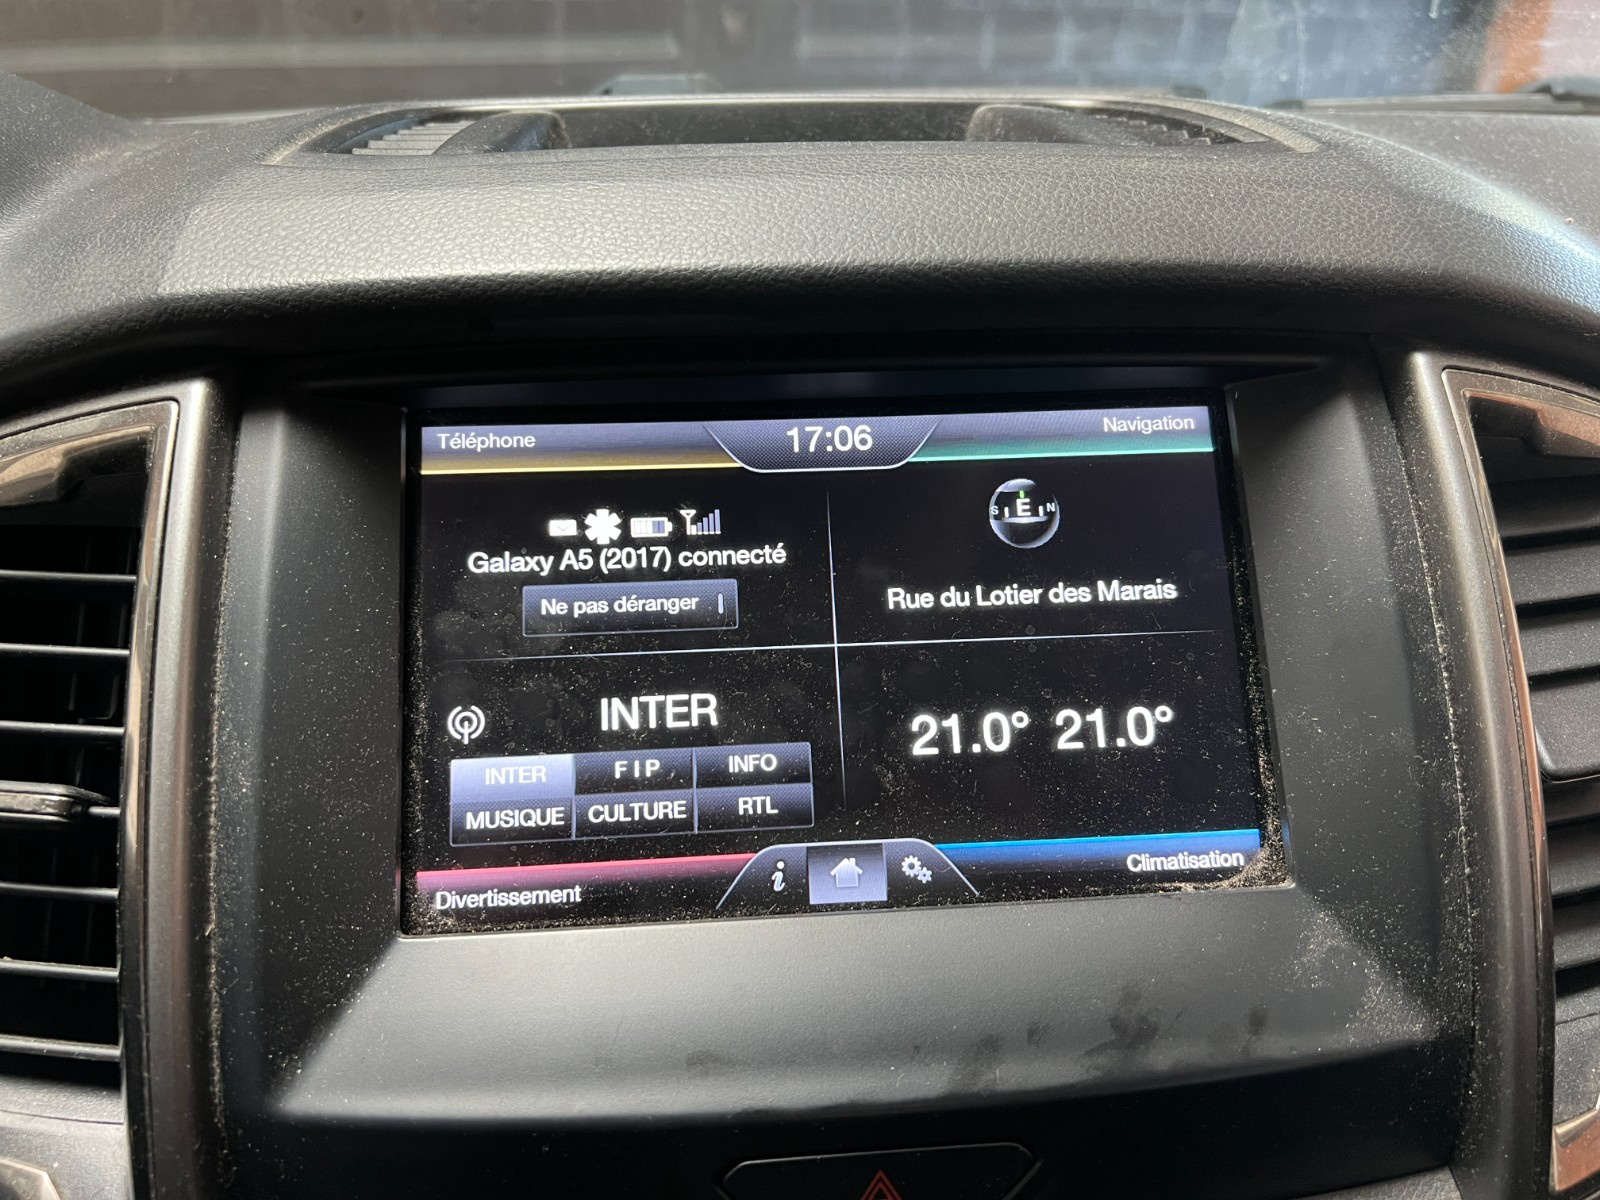 Téléphone
17:06
Navigation
S E N
Galaxy A5 (2017) connecté
Ne pas déranger
Rue du Lotier des Marais
INTER
21.0° 21.0°
INTER FIP INFO
MUSIQUE CULTURE RTL
Divertissement
i
Climatisation